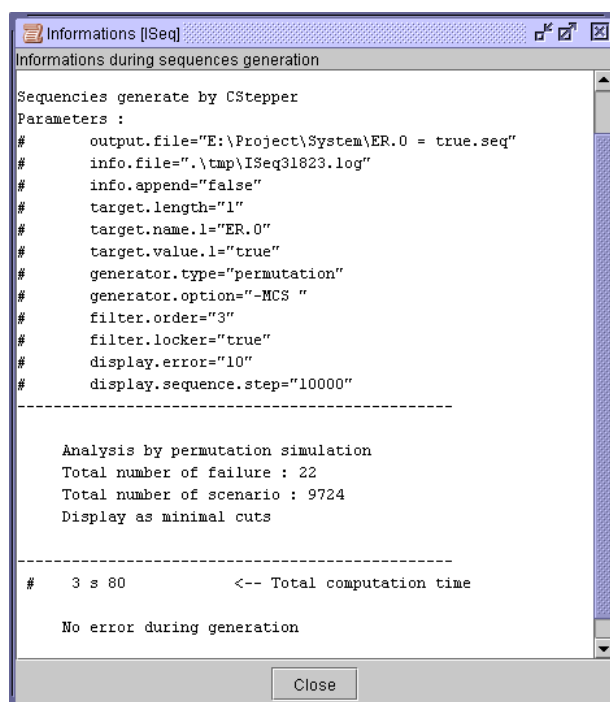 Informations [ISeq]
Informations during sequences generation
Sequencies generate by CStepper
Parameters :
# output.file="E:\Project\System\ER.0 = true.seq"
# info.file=".\tmp\ISeq31823.log"
# info.append="false"
# target.length="1"
# target.name.1="ER.0"
# target.value.1="true"
# generator.type="permutation"
# generator.option="-MCS "
# filter.order="3"
# filter.locker="true"
# display.error="10"
# display.sequence.step="10000"
------------------------------------------------
Analysis by permutation simulation
Total number of failure : 22
Total number of scenario : 9724
Display as minimal cuts
------------------------------------------------
# 3 s 80 <-- Total computation time
No error during generation
Close